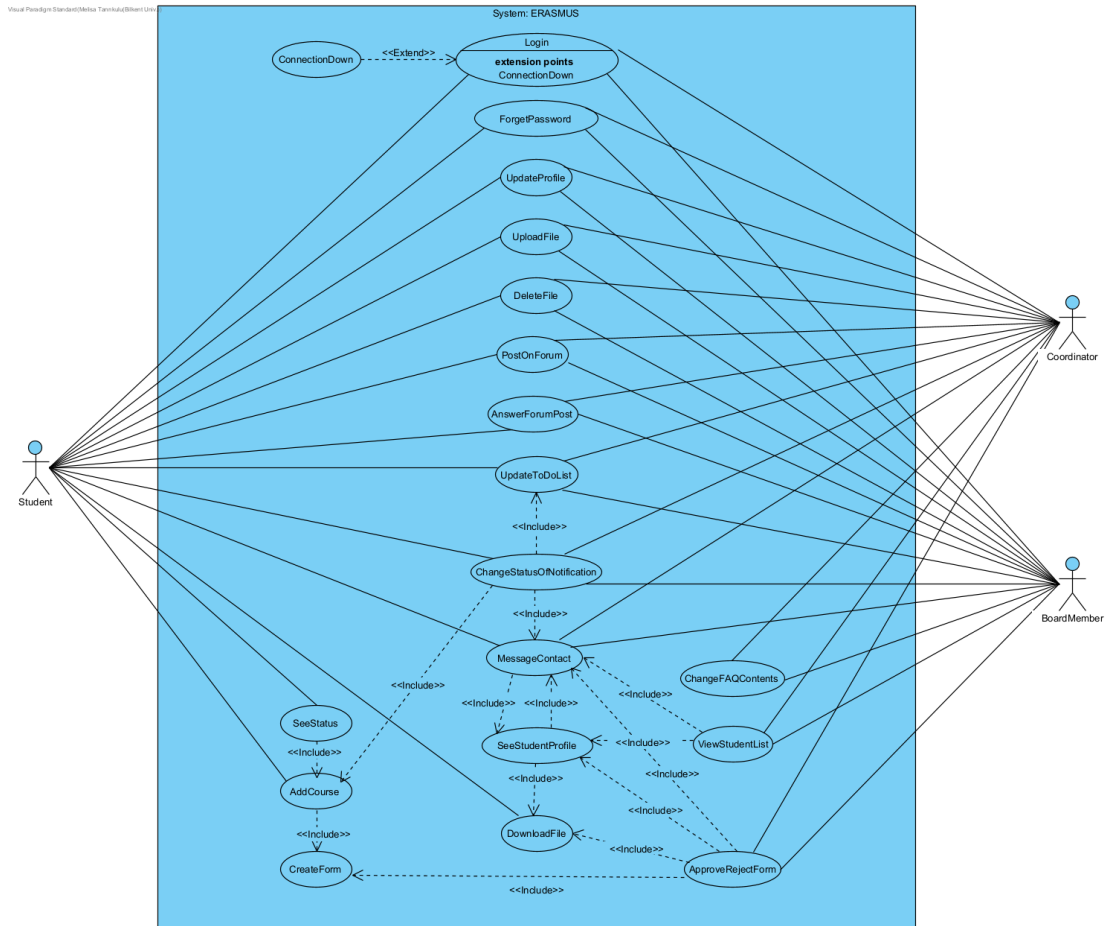 Visual Paradigm Standard(Melisa Tanrıkulu(Bilkent Univ.))
System: ERASMUS
Login
<<Extend>>
ConnectionDown
extension points
ConnectionDown
ForgetPassword
UpdateProfile
UploadFile
DeleteFile
PostOnForum
Coordinator
AnswerForumPost
UpdateToDoList
Student
<<Include>>
ChangeStatusOfNotification
BoardMember
<<Include>>
MessageContact
ChangeFAQContents
<<Include>>
<<Include>>
<<Include>>
<<Include>>
SeeStatus
<<Include>>
SeeStudentProfile
<<Include>>
ViewStudentList
<<Include>>
<<Include>>
AddCourse
<<Include>>
<<Include>>
DownloadFile
<<Include>>
CreateForm
ApproveRejectForm
<<Include>>